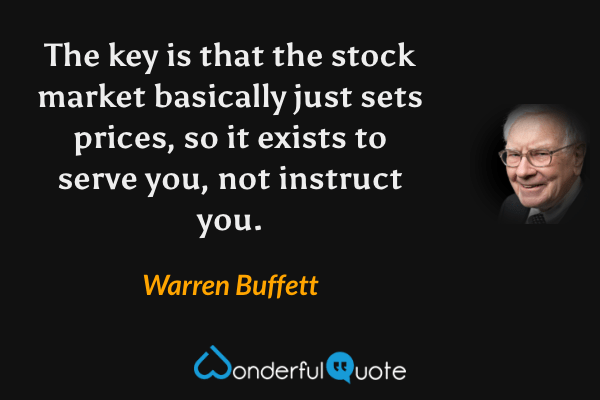 The key is that the stock
market basically just sets
prices, so it exists to
serve you, not instruct
you.
Warren Buffett
WonderfulQuote